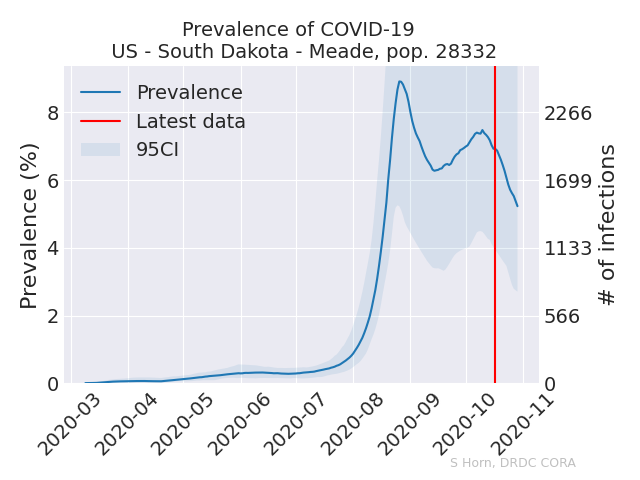 Prevalence of COVID-19
US - South Dakota - Meade, pop. 28332
Prevalence
Latest data
95CI
Prevalence (%)
8
6
4
2
0
2266
1699
1133
566
0
# of infections
2020-03
2020-04
2020-05
2020-06
2020-07
2020-08
2020-09
2020-10
2020-11
S Horn, DRDC CORA